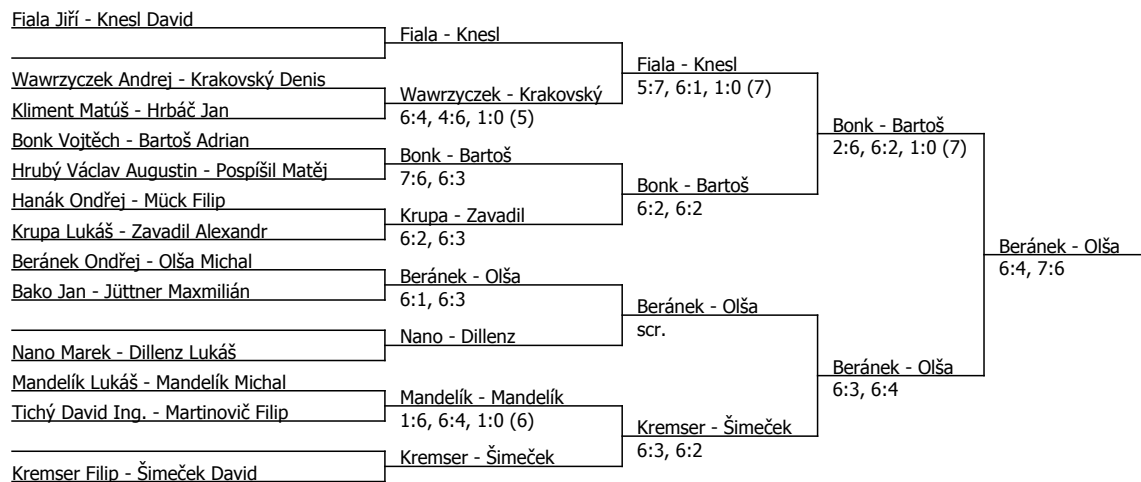 Fiala Jiří - Knesl David
Fiala - Knesl
Wawrzyczek Andrej - Krakovský Denis
Fiala - Knesl
5:7, 6:1, 1:0 (7)
Kliment Matúš - Hrbáč Jan
Wawrzyczek - Krakovský
6:4, 4:6, 1:0 (5)
Bonk Vojtěch - Bartoš Adrian
Bonk - Bartoš
2:6, 6:2, 1:0 (7)
Hrubý Václav Augustin - Pospíšil Matěj
Bonk - Bartoš
7:6, 6:3
Hanák Ondřej - Mück Filip
Bonk - Bartoš
6:2, 6:2
Krupa Lukáš - Zavadil Alexandr
Krupa - Zavadil
6:2, 6:3
Beránek Ondřej - Olša Michal
Beránek - Olša
6:4, 7:6
Bako Jan - Jüttner Maxmilián
Beránek - Olša
6:1, 6:3
Beránek - Olša
scr.
Nano Marek - Dillenz Lukáš
Nano - Dillenz
Mandelík Lukáš - Mandelík Michal
Beránek - Olša
6:3, 6:4
Tichý David Ing. - Martinovič Filip
Mandelík - Mandelík
1:6, 6:4, 1:0 (6)
Kremser - Šimeček
6:3, 6:2
Kremser Filip - Šimeček David
Kremser - Šimeček